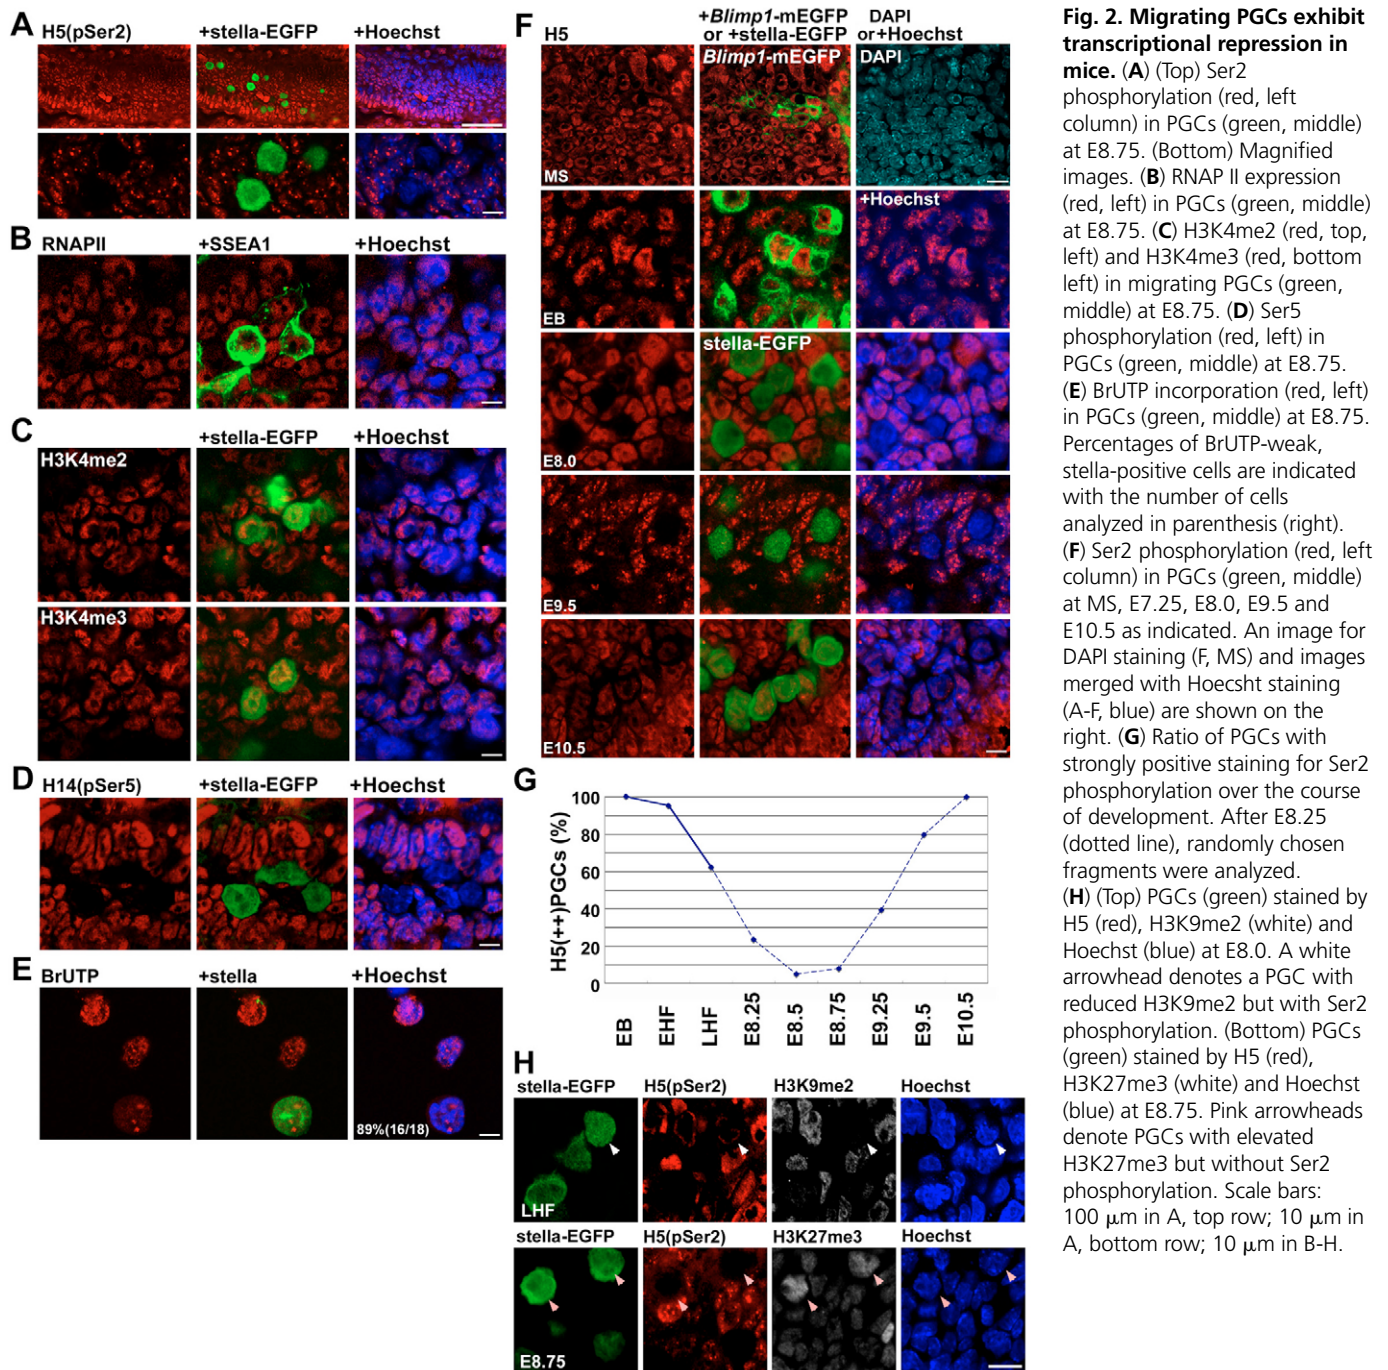 A
H5(pSer2)
+stella-EGFP
+Hoechst
B
RNAPII
+SSEA1
+Hoechst
C
+stella-EGFP
+Hoechst
H3K4me2
H3K4me3
D
H14(pSer5)
+stella-EGFP
+Hoechst
E
BrUTP
+stella
+Hoechst
89%(16/18)
F
H5
+Blimp1-mEGFP
or +stella-EGFP
DAPI
or+Hoechst
Blimp1-mEGFP
DAPI
MS
+Hoechst
EB
stella-EGFP
E8.0
E9.5
E10.5
G
H5(++)PGCs (%)
100
80
60
40
20
0
EB
EHF
LHF
E8.25
E8.5
E8.75
E9.25
E9.5
E10.5
H
stella-EGFP
H5(pSer2)
H3K9me2
Hoechst
LHF
stella-EGFP
H5(pSer2)
H3K27me3
Hoechst
E8.75
Fig. 2. Migrating PGCs exhibit
transcriptional repression in
mice. (A) (Top) Ser2
phosphorylation (red, left
column) in PGCs (green, middle)
at E8.75. (Bottom) Magnified
images. (B) RNAP II expression
(red, left) in PGCs (green, middle)
at E8.75. (C) H3K4me2 (red, top,
left) and H3K4me3 (red, bottom
left) in migrating PGCs (green,
middle) at E8.75. (D) Ser5
phosphorylation (red, left) in
PGCs (green, middle) at E8.75.
(E) BrUTP incorporation (red, left)
in PGCs (green, middle) at E8.75.
Percentages of BrUTP-weak,
stella-positive cells are indicated
with the number of cells
analyzed in parenthesis (right).
(F) Ser2 phosphorylation (red, left
column) in PGCs (green, middle)
at MS, E7.25, E8.0, E9.5 and
E10.5 as indicated. An image for
DAPI staining (F, MS) and images
merged with Hoecsht staining
(A-F, blue) are shown on the
right. (G) Ratio of PGCs with
strongly positive staining for Ser2
phosphorylation over the course
of development. After E8.25
(dotted line), randomly chosen
fragments were analyzed.
(H) (Top) PGCs (green) stained by
H5 (red), H3K9me2 (white) and
Hoechst (blue) at E8.0. A white
arrowhead denotes a PGC with
reduced H3K9me2 but with Ser2
phosphorylation. (Bottom) PGCs
(green) stained by H5 (red),
H3K27me3 (white) and Hoechst
(blue) at E8.75. Pink arrowheads
denote PGCs with elevated
H3K27me3 but without Ser2
phosphorylation. Scale bars:
100 μm in A, top row; 10 μm in
A, bottom row; 10 μm in B-H.